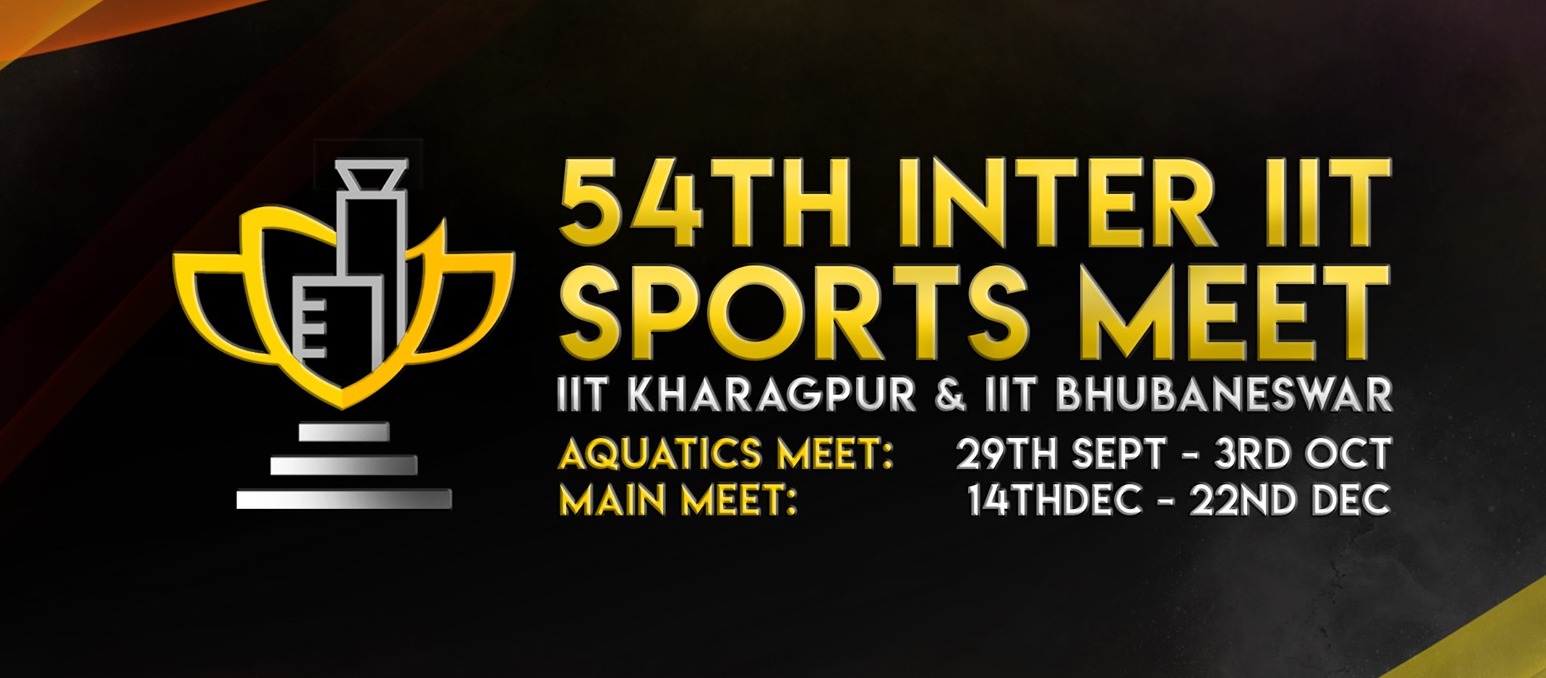 54TH INTER IIT
SPORTS MEET
IIT KHARAGPUR & IIT BHUBANESWAR
AQUATICS MEET: 29TH SEPT - 3RD OCT
MAIN MEET: 14THDEC - 22ND DEC